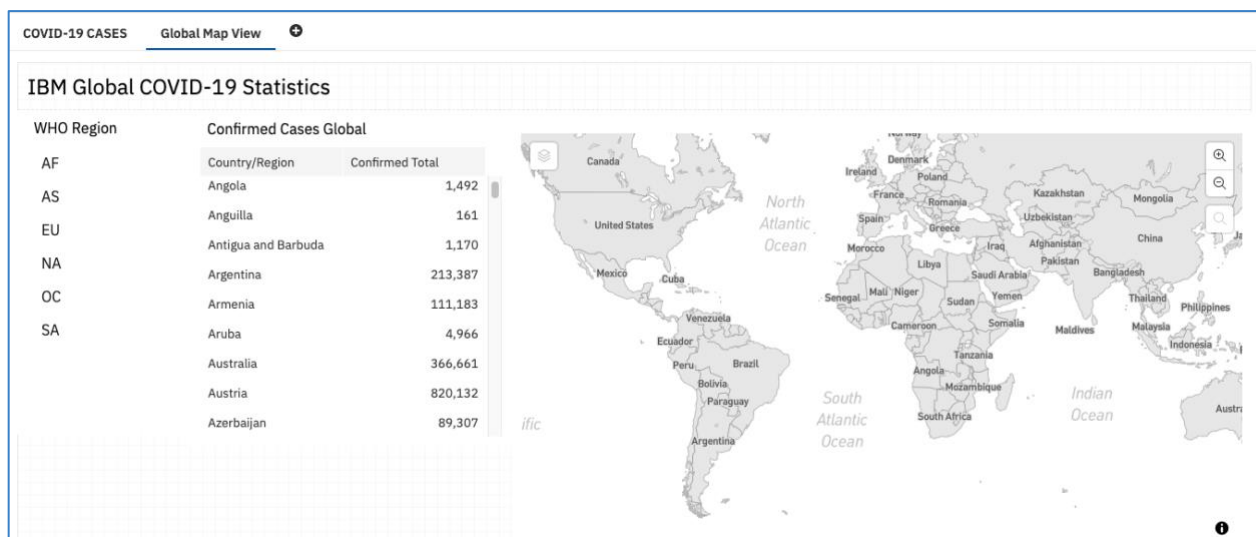 COVID-19 CASES Global Map View
IBM Global COVID-19 Statistics
WHO Region
AF
AS
EU
NA
OC
SA
Confirmed Cases Global
Country/Region Confirmed Total
Angola 1,492
Anguilla 161
Antigua and Barbuda 1,170
Argentina 213,387
Armenia 111,183
Aruba 4,966
Australia 366,661
Austria 820,132
Azerbaijan 89,307
Norway
Canada
Denmark
Ireland
Poland
France
Romania
Kazakhstan
Mongolia
North
Atlantic
Ocean
United States
Spain
Greece
Uzbekistan
China
Ja
Morocco
Iraq
Afghanistan
Pakistan
Libya
Saudi Arabia
Bangladesh
Mexico
Cuba
Senegal
Mali
Niger
Sudan
Yemen
Thailand
Philippines
Venezuela
Cameroon
Somalia
Maldives
Malaysia
Ecuador
Indonesia
Peru
Brazil
Tanzania
Angola
Bolivia
Mozambique
Paraguay
South
Atlantic
Ocean
Indian
Ocean
Austra
South Africa
ific
Argentina